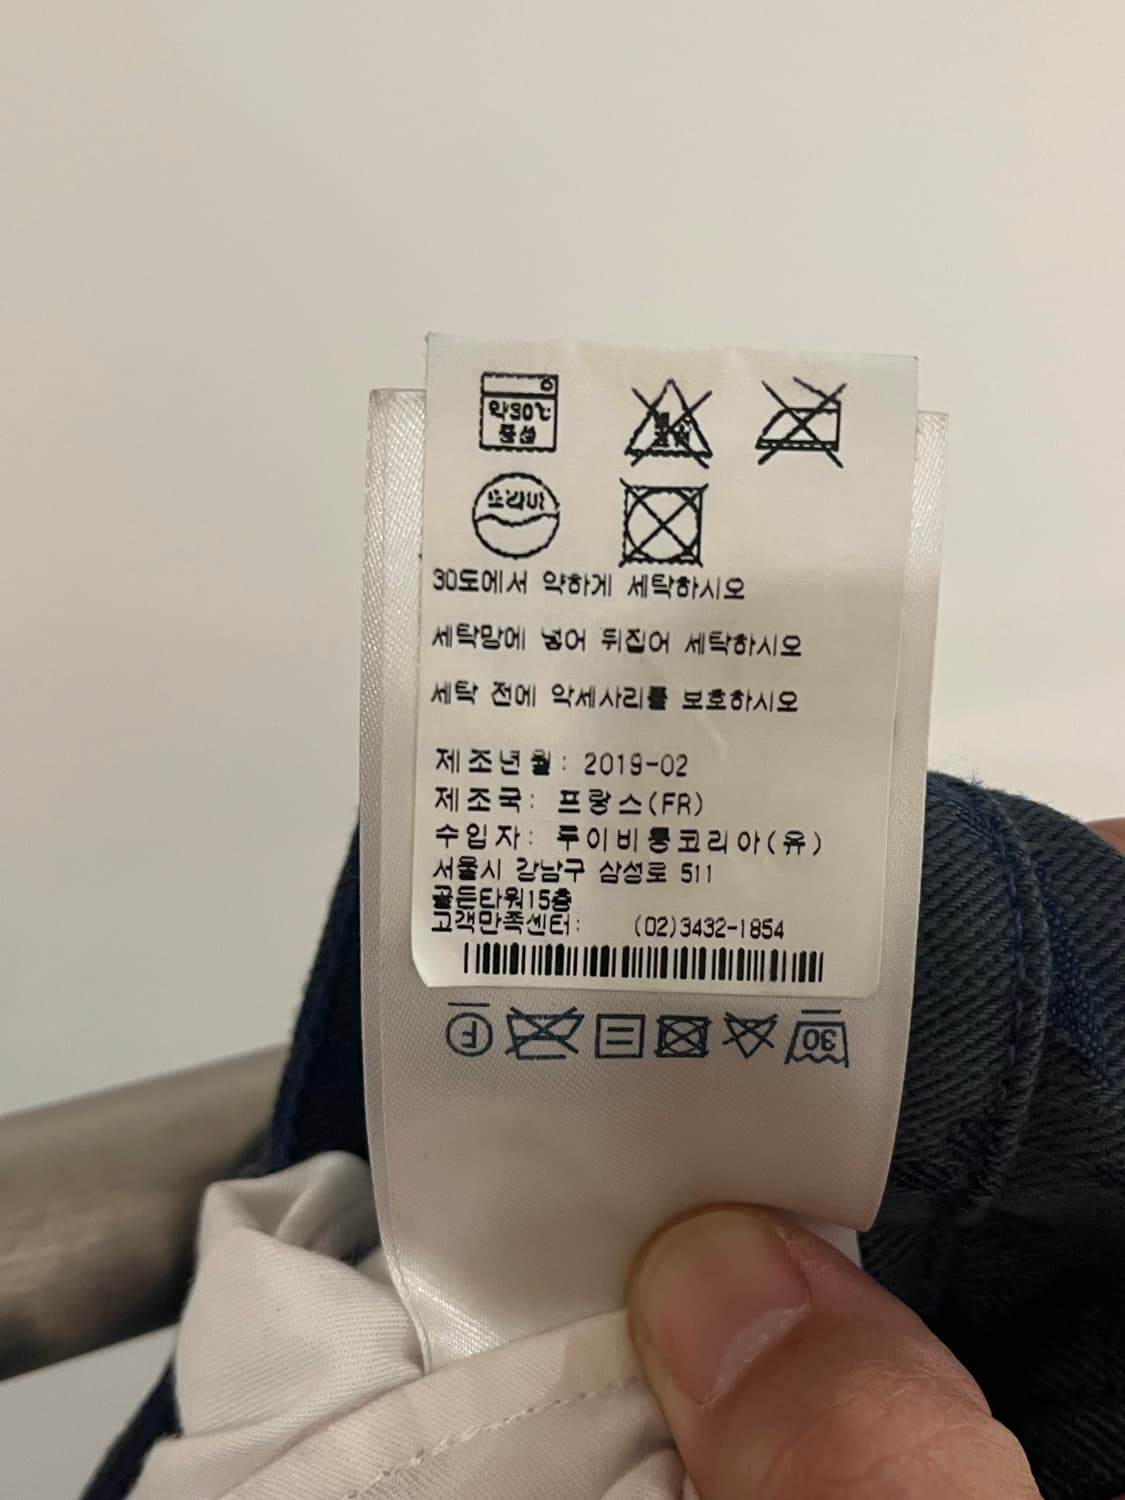 약30℃
중성
드라이
30도에서 약하게 세탁하시오
세탁망에 넣어 뒤집어 세탁하시오
세탁 전에 악세사리를 보호하시오
제조년월: 2019-02
제조국: 프랑스(FR)
수입자: 루이비통코리아(유)
서울시 강남구 삼성로 511
골든타워15층
고객만족센터: (02)3432-1854
F
30